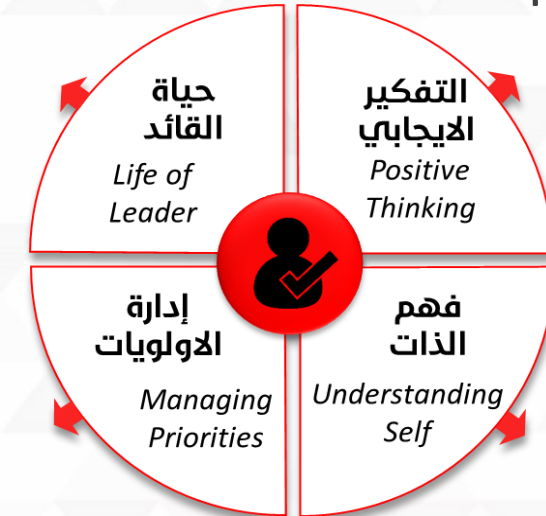 حياة
القائد
Life of
Leader
التفكير
الايجابي
Positive
Thinking
إدارة
الاولويات
Managing
Priorities
فهم
الذات
Understanding
Self